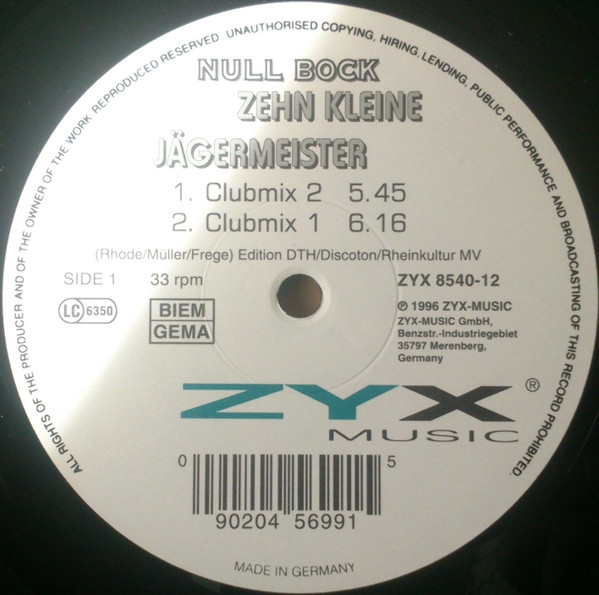 ALL RIGHTS OF THE PRODUCER AND OF THE OWNER OF THE WORK REPRODUCED RESERVED. UNAUTHORISED COPYING, HIRING, LENDING, PUBLIC PERFORMANCE AND BROADCASTING OF THIS RECORD PROHIBITED.
NULL BOCK
ZEHN KLEINE
JÄGERMEISTER
1. Clubmix 2 5.45
2. Clubmix 1 6.16
(Rhode/Müller/Frege) Edition DTH/Discoton/Rheinkultur MV
SIDE 1 33 rpm ZYX 8540-12
LC 6350
BIEM
GEMA
℗ 1996 ZYX-MUSIC
ZYX-MUSIC GmbH,
Benzstr.-Industriegebiet
35797 Merenberg,
Germany
ZYX ®
MUSIC
0 90204 56991 5
MADE IN GERMANY